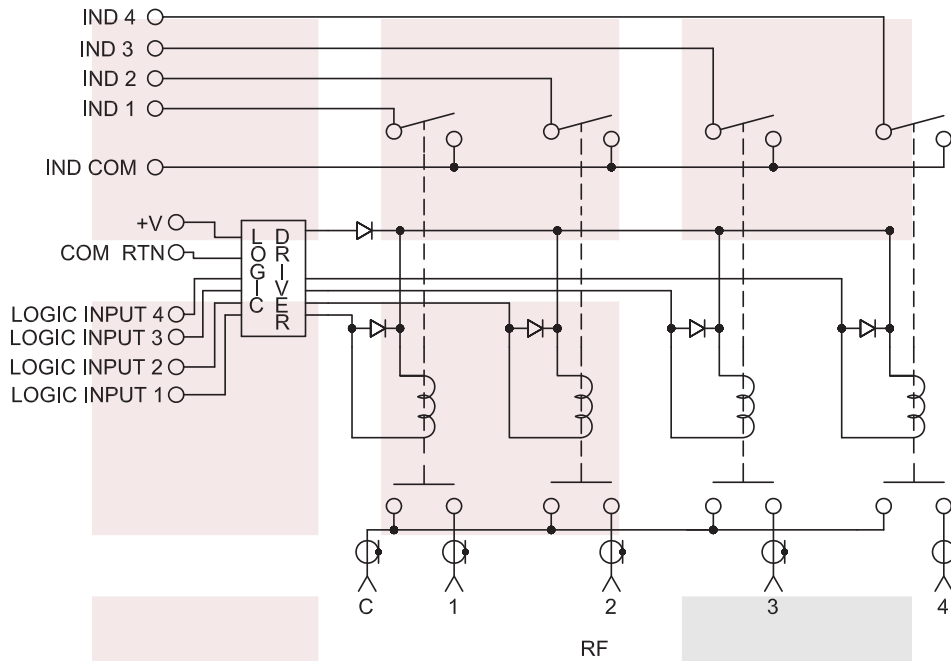 IND 4
IND 3
IND 2
IND 1
IND COM
+V
COM RTN
LOGIC DRIVER
LOGIC INPUT 4
LOGIC INPUT 3
LOGIC INPUT 2
LOGIC INPUT 1
C 1 2 3 4
RF